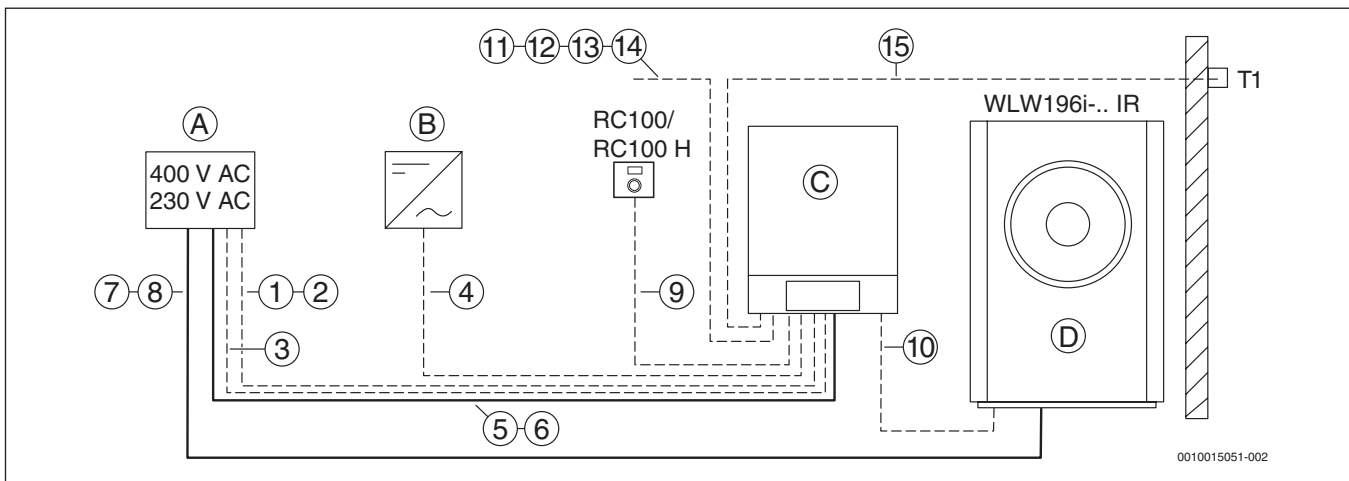 11 12 13 14
15
T1
A
B
RC100/
RC100 H
WLW196i-.. IR
400 V AC
230 V AC
C
7 8
1 2
4
9
3
10
D
5 6
0010015051-002